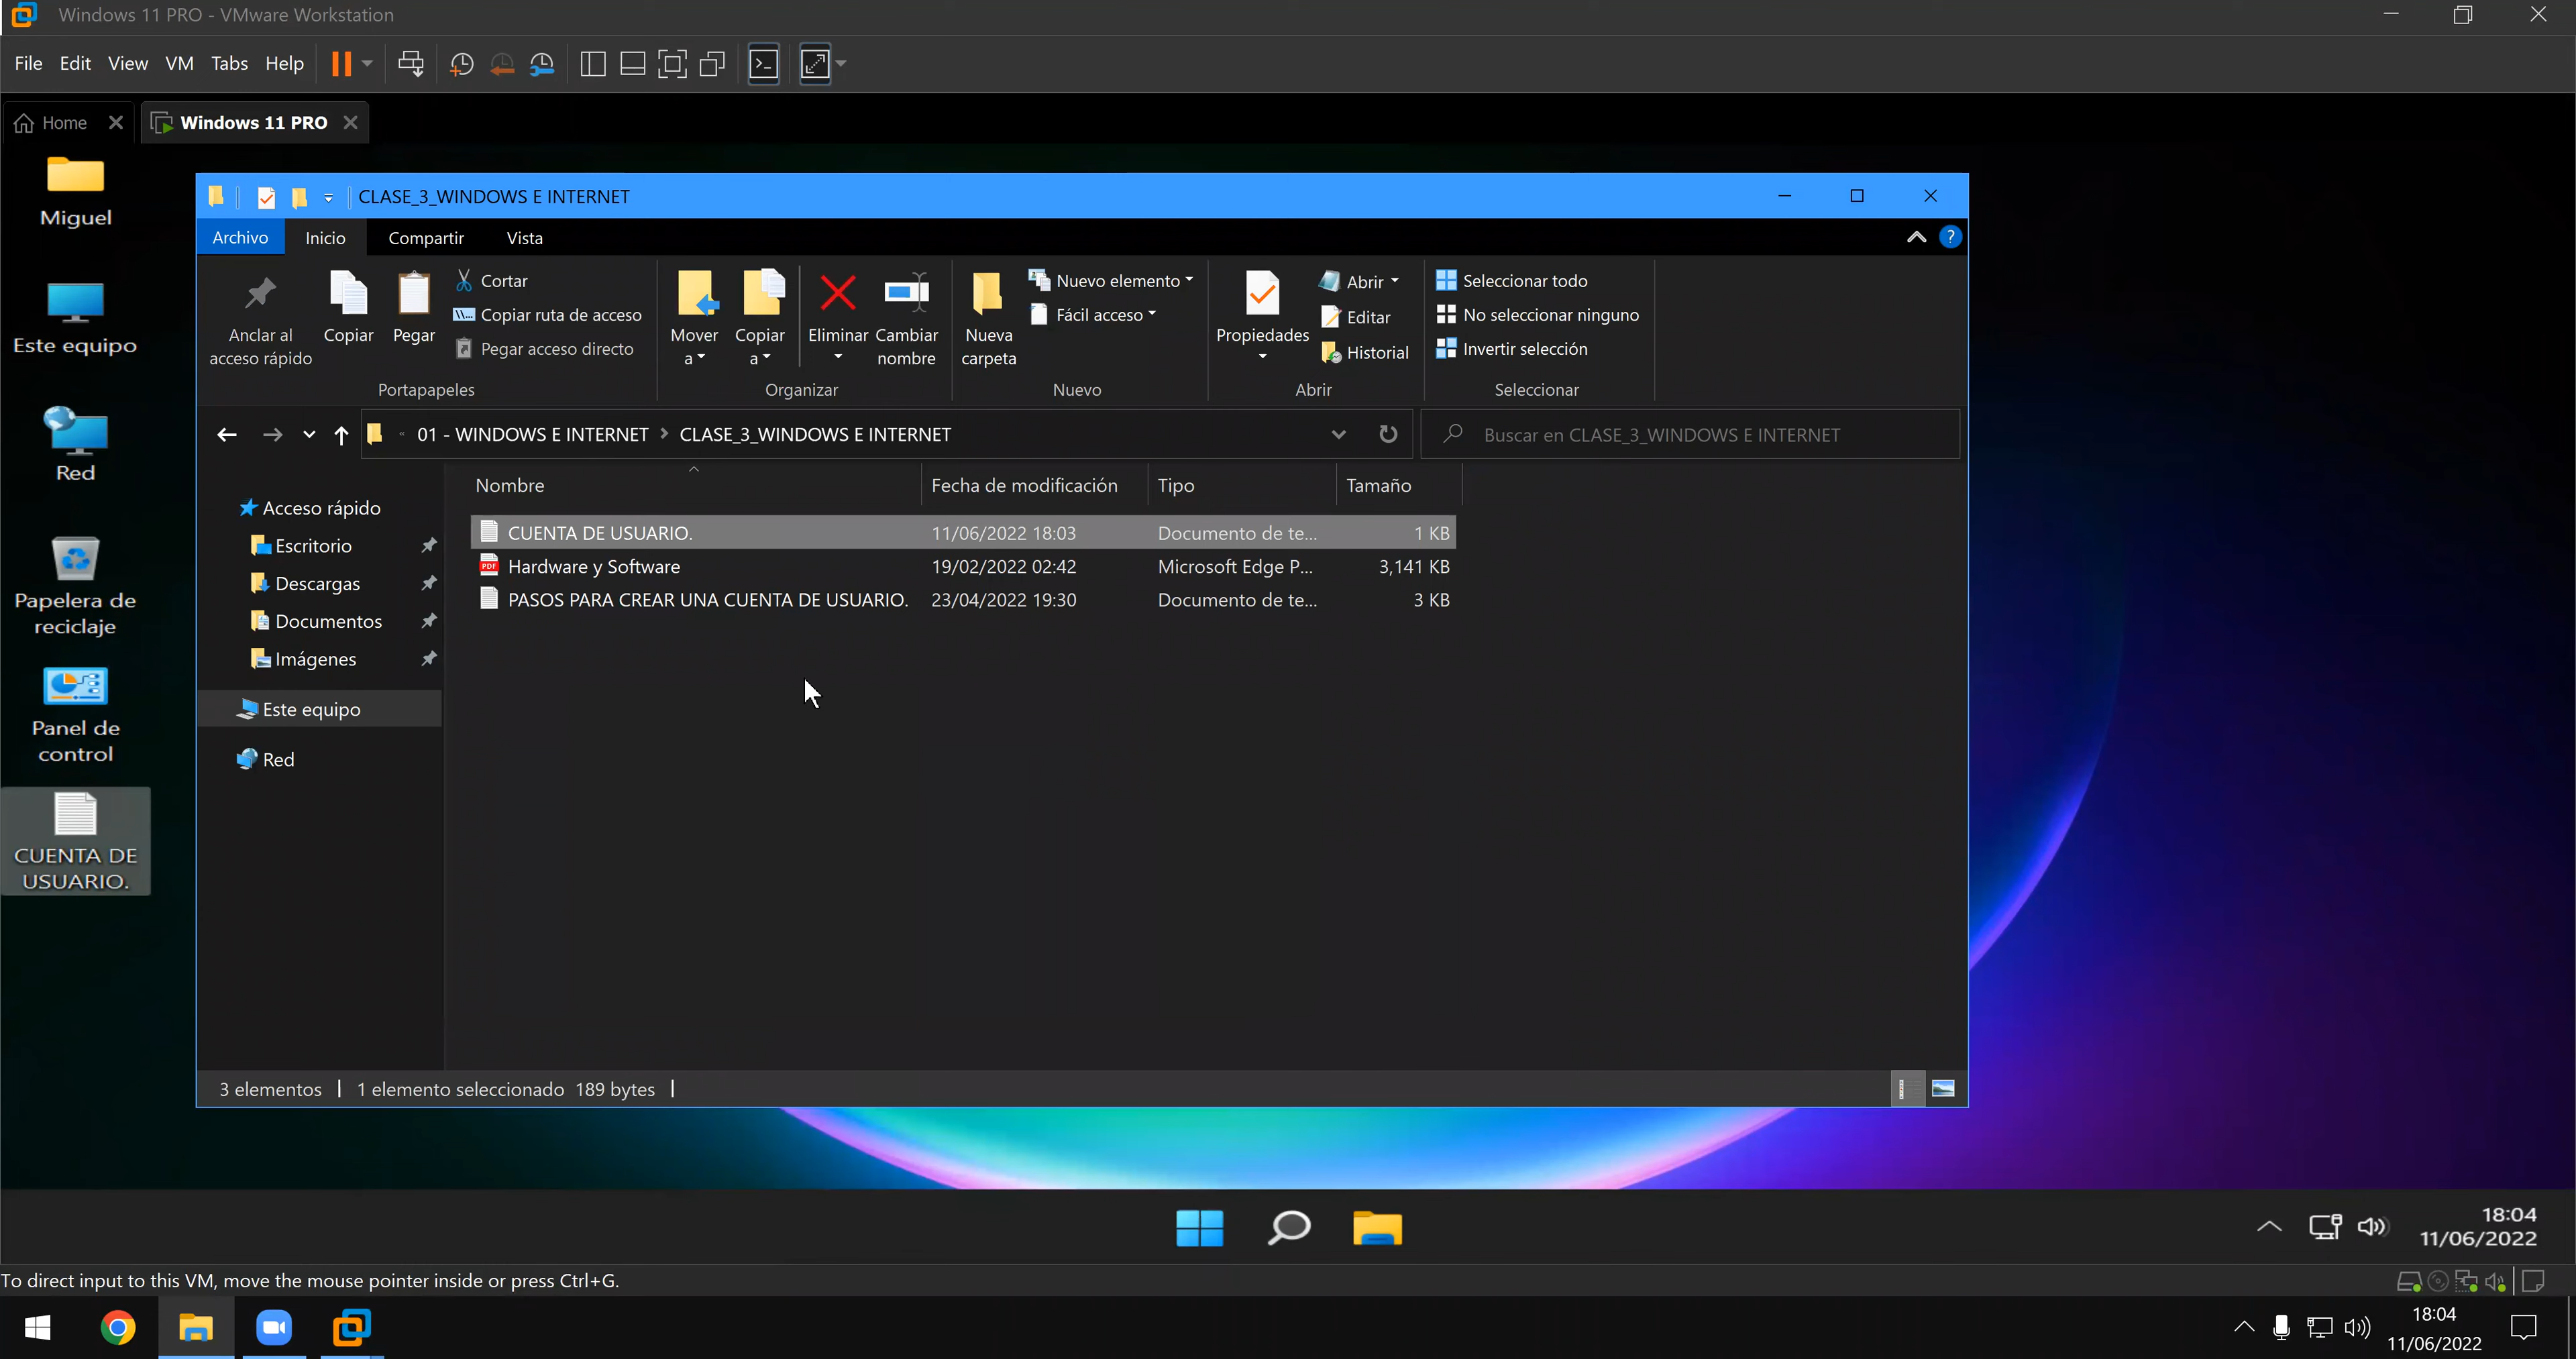 Windows 11 PRO - VMware Workstation
File Edit View VM Tabs Help
Home Windows 11 PRO
Miguel
Este equipo
Red
Papelera de
reciclaje
Panel de
control
CUENTA DE
USUARIO.
CLASE_3_WINDOWS E INTERNET
Archivo Inicio Compartir Vista
Anclar al
acceso rápido
Copiar
Pegar
Cortar
Copiar ruta de acceso
Pegar acceso directo
Portapapeles
Mover
a
Copiar
a
Eliminar
Cambiar
nombre
Organizar
Nueva
carpeta
Nuevo elemento
Fácil acceso
Nuevo
Propiedades
Abrir
Editar
Historial
Abrir
Seleccionar todo
No seleccionar ninguno
Invertir selección
Seleccionar
« 01 - WINDOWS E INTERNET > CLASE_3_WINDOWS E INTERNET
Buscar en CLASE_3_WINDOWS E INTERNET
Acceso rápido
Escritorio
Descargas
Documentos
Imágenes
Este equipo
Red
Nombre Fecha de modificación Tipo Tamaño
CUENTA DE USUARIO. 11/06/2022 18:03 Documento de te... 1 KB
PDF Hardware y Software 19/02/2022 02:42 Microsoft Edge P... 3,141 KB
PASOS PARA CREAR UNA CUENTA DE USUARIO. 23/04/2022 19:30 Documento de te... 3 KB
3 elementos 1 elemento seleccionado 189 bytes
18:04
11/06/2022
To direct input to this VM, move the mouse pointer inside or press Ctrl+G.
18:04
11/06/2022